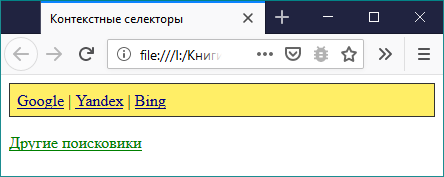 Контекстные селекторы
file:///I:/Книги
Google | Yandex | Bing
Другие поисковики